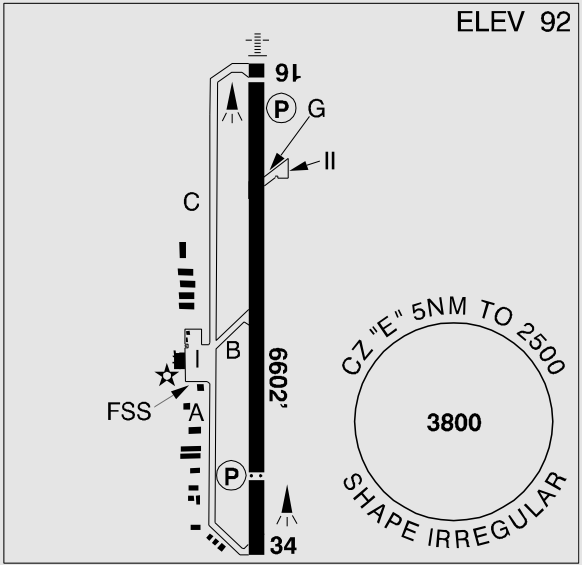 ELEV 92
16
P
G
II
C
CZ "E" 5NM TO 2500
B
I
6602'
FSS
A
3800
P
SHAPE IRREGULAR
34